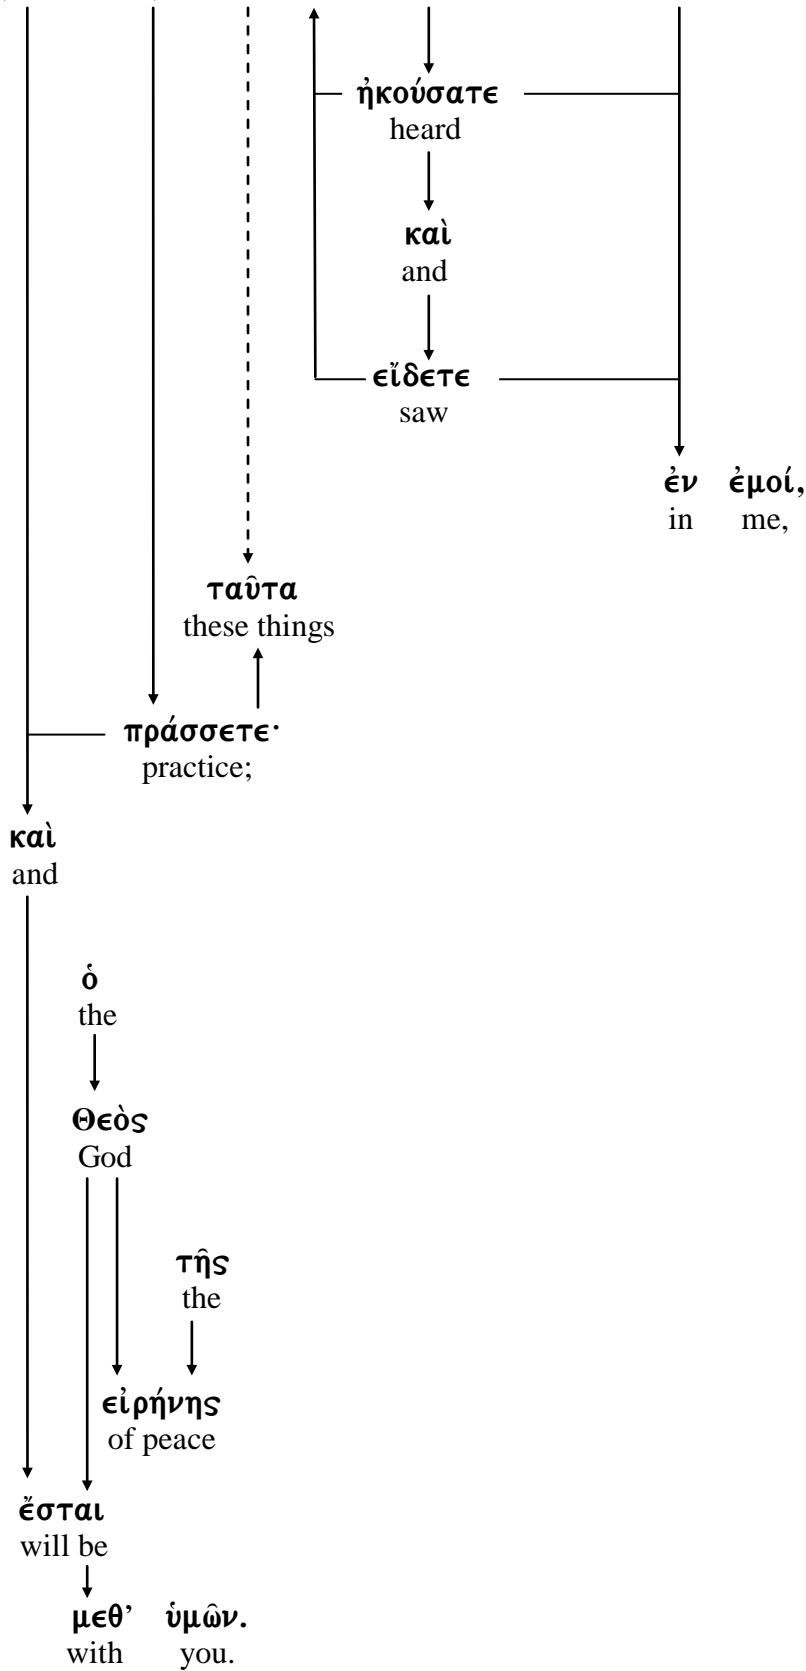 ἠκούσατε
heard
καὶ
and
εἴδετε
saw
ἐν ἐμοί,
in me,
ταῦτα
these things
πράσσετε·
practice;
καὶ
and
ὁ
the
Θεὸς
God
τῆς
the
εἰρήνης
of peace
ἔσται
will be
μεθ’ ὑμῶν.
with you.